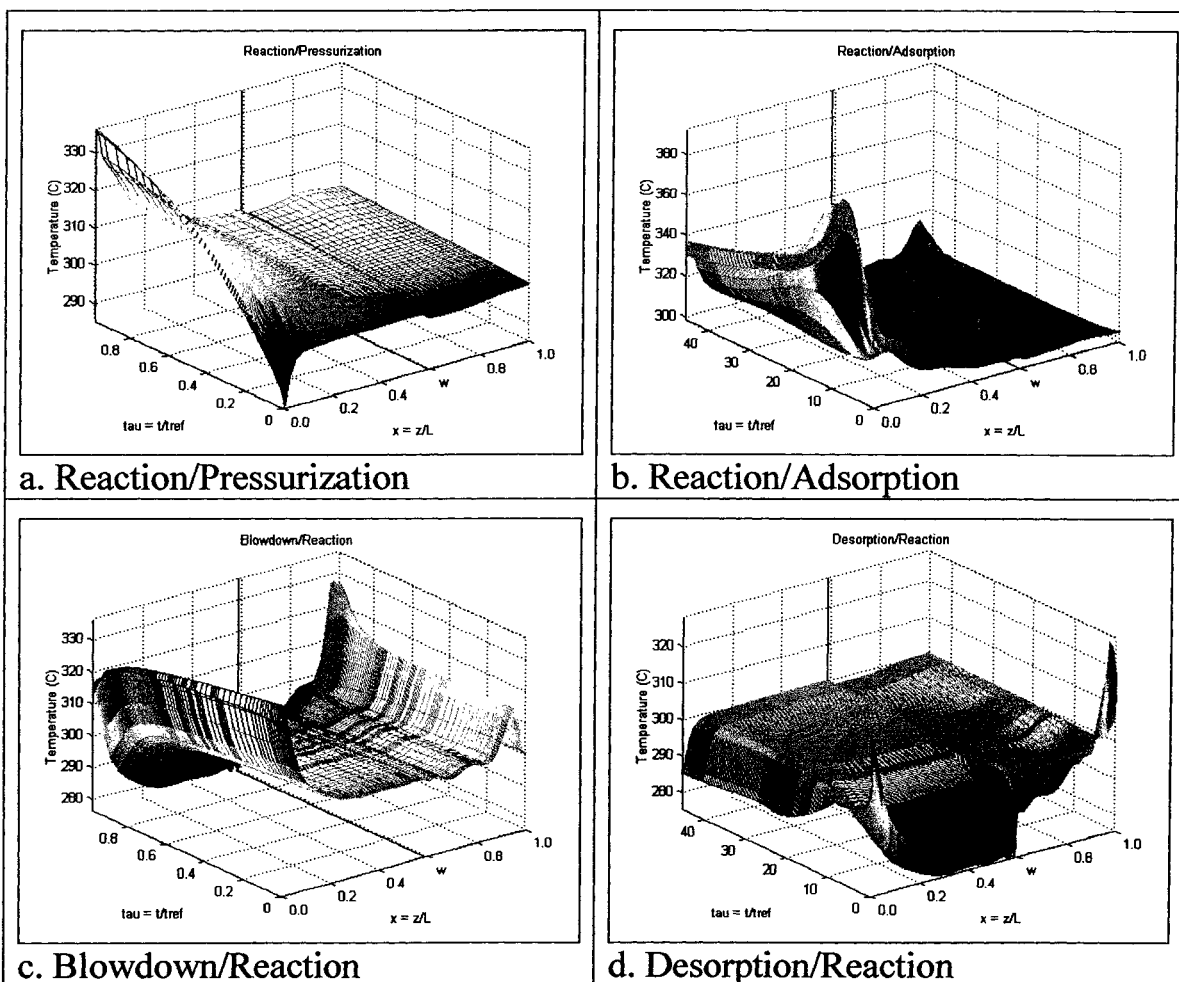 Reaction/Pressurization
330
320
310
300
290
Temperature (C)
0.8
0.6
0.4
0.2
0
0.0
0.2
0.4
w
0.8
1.0
tau = t/tref
x = z/L
a. Reaction/Pressurization
Reaction/Adsorption
380
360
340
320
300
Temperature (C)
40
30
20
10
0
0.0
0.2
0.4
w
0.8
1.0
tau = t/tref
x = z/L
b. Reaction/Adsorption
Blowdown/Reaction
330
320
310
300
290
280
Temperature (C)
0.8
0.6
0.4
0.2
0
0.0
0.2
0.4
w
0.8
1.0
tau = t/tref
x = z/L
c. Blowdown/Reaction
Desorption/Reaction
320
310
300
290
280
Temperature (C)
40
30
20
10
0
0.0
0.2
0.4
w
0.8
1.0
tau = t/tref
x = z/L
d. Desorption/Reaction